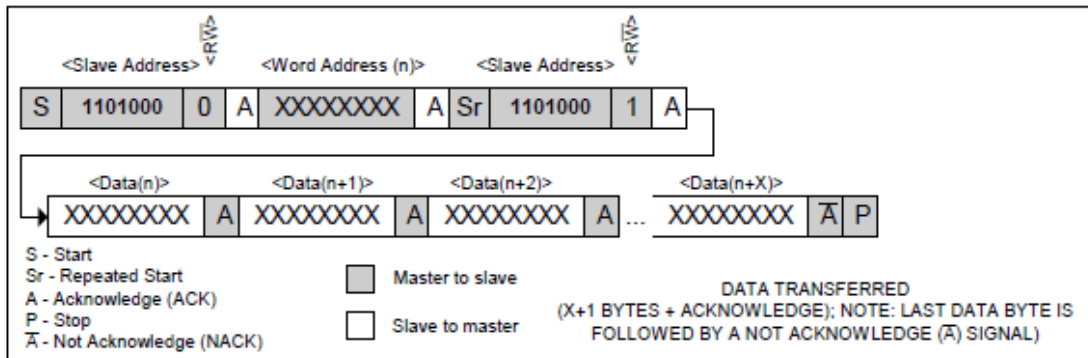 <RW̅> <RW̅>
<Slave Address> <Word Address (n)> <Slave Address>
S 1101000 0 A XXXXXXXX A Sr 1101000 1 A
<Data(n)> <Data(n+1)> <Data(n+2)> <Data(n+X)>
XXXXXXXX A XXXXXXXX A XXXXXXXX A ... XXXXXXXX A̅ P
S - Start
Sr - Repeated Start
A - Acknowledge (ACK)
P - Stop
A̅ - Not Acknowledge (NACK)
Master to slave
Slave to master
DATA TRANSFERRED
(X+1 BYTES + ACKNOWLEDGE); NOTE: LAST DATA BYTE IS
FOLLOWED BY A NOT ACKNOWLEDGE (A̅) SIGNAL)